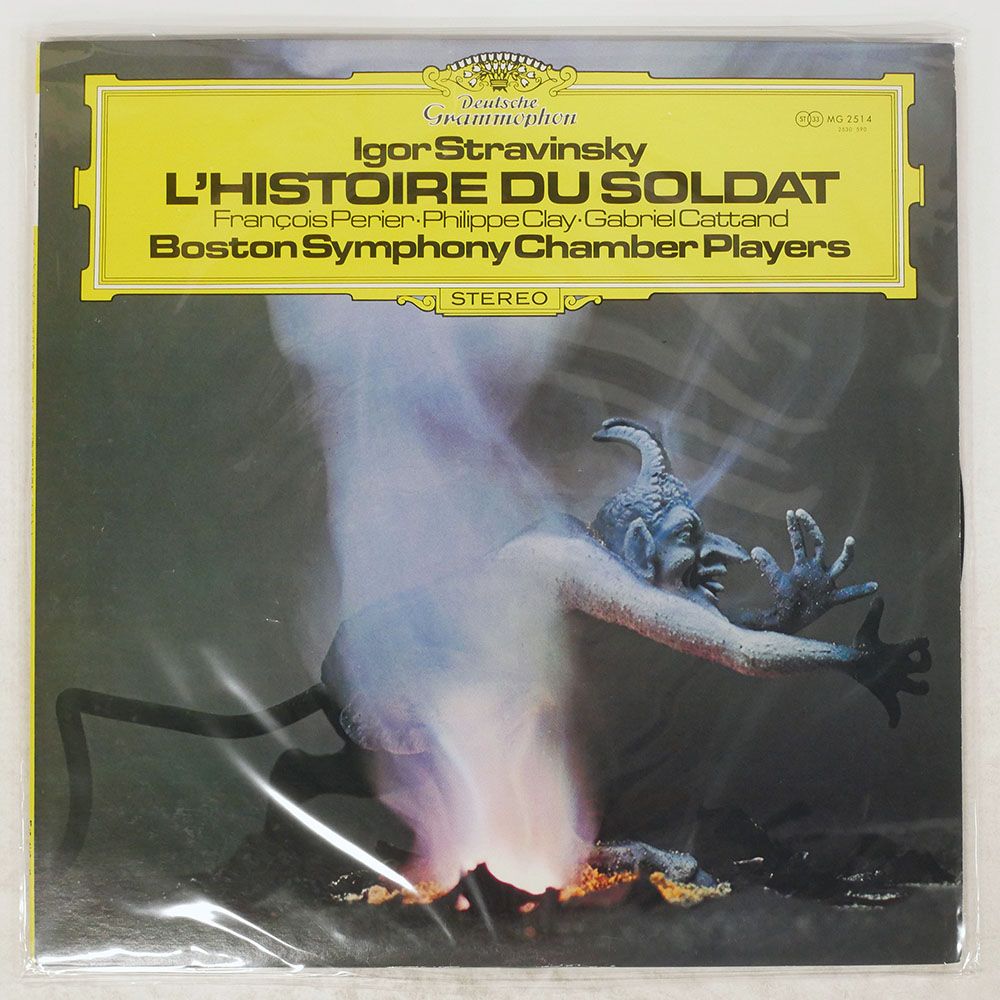 Deutsche
Grammophon
ST 33 MG 2514
2530 590
Igor Stravinsky
L'HISTOIRE DU SOLDAT
François Perier·Philippe Clay·Gabriel Cattand
Boston Symphony Chamber Players
STEREO